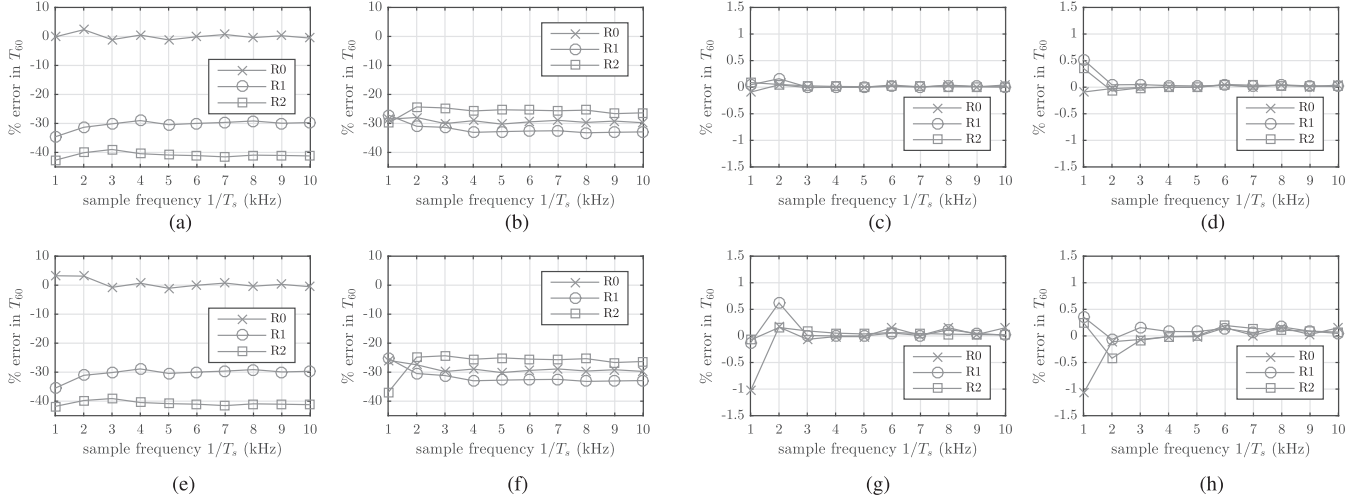 10
0
-10
-20
-30
-40
% error in T60
R0
R1
R2
1 2 3 4 5 6 7 8 9 10
sample frequency 1/Ts (kHz)
(a)
10
0
-10
-20
-30
-40
% error in T60
R0
R1
R2
1 2 3 4 5 6 7 8 9 10
sample frequency 1/Ts (kHz)
(b)
1.5
1
0.5
0
-0.5
-1
-1.5
% error in T60
R0
R1
R2
1 2 3 4 5 6 7 8 9 10
sample frequency 1/Ts (kHz)
(c)
1.5
1
0.5
0
-0.5
-1
-1.5
% error in T60
R0
R1
R2
1 2 3 4 5 6 7 8 9 10
sample frequency 1/Ts (kHz)
(d)
10
0
-10
-20
-30
-40
% error in T60
R0
R1
R2
1 2 3 4 5 6 7 8 9 10
sample frequency 1/Ts (kHz)
(e)
10
0
-10
-20
-30
-40
% error in T60
R0
R1
R2
1 2 3 4 5 6 7 8 9 10
sample frequency 1/Ts (kHz)
(f)
1.5
1
0.5
0
-0.5
-1
-1.5
% error in T60
R0
R1
R2
1 2 3 4 5 6 7 8 9 10
sample frequency 1/Ts (kHz)
(g)
1.5
1
0.5
0
-0.5
-1
-1.5
% error in T60
R0
R1
R2
1 2 3 4 5 6 7 8 9 10
sample frequency 1/Ts (kHz)
(h)